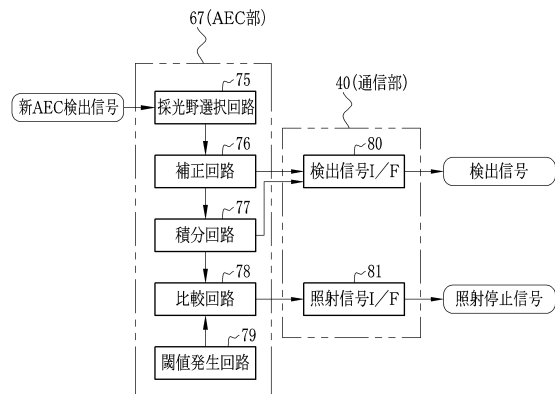 67(AEC部)
75
新AEC検出信号
採光野選択回路
40(通信部)
76
80
補正回路
検出信号I/F
検出信号
77
積分回路
78
81
比較回路
照射信号I/F
照射停止信号
79
閾値発生回路